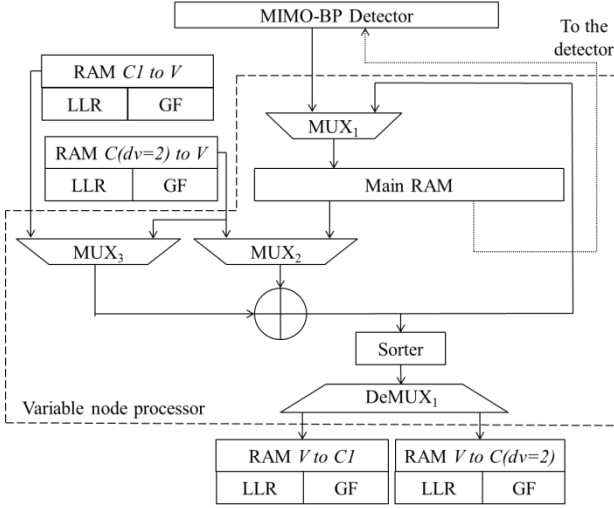 MIMO-BP Detector
To the
detector
RAM C1 to V
LLR GF
MUX₁
RAM C(dv=2) to V
LLR GF
Main RAM
MUX₃
MUX₂
Sorter
DeMUX₁
Variable node processor
RAM V to C1
LLR GF
RAM V to C(dv=2)
LLR GF